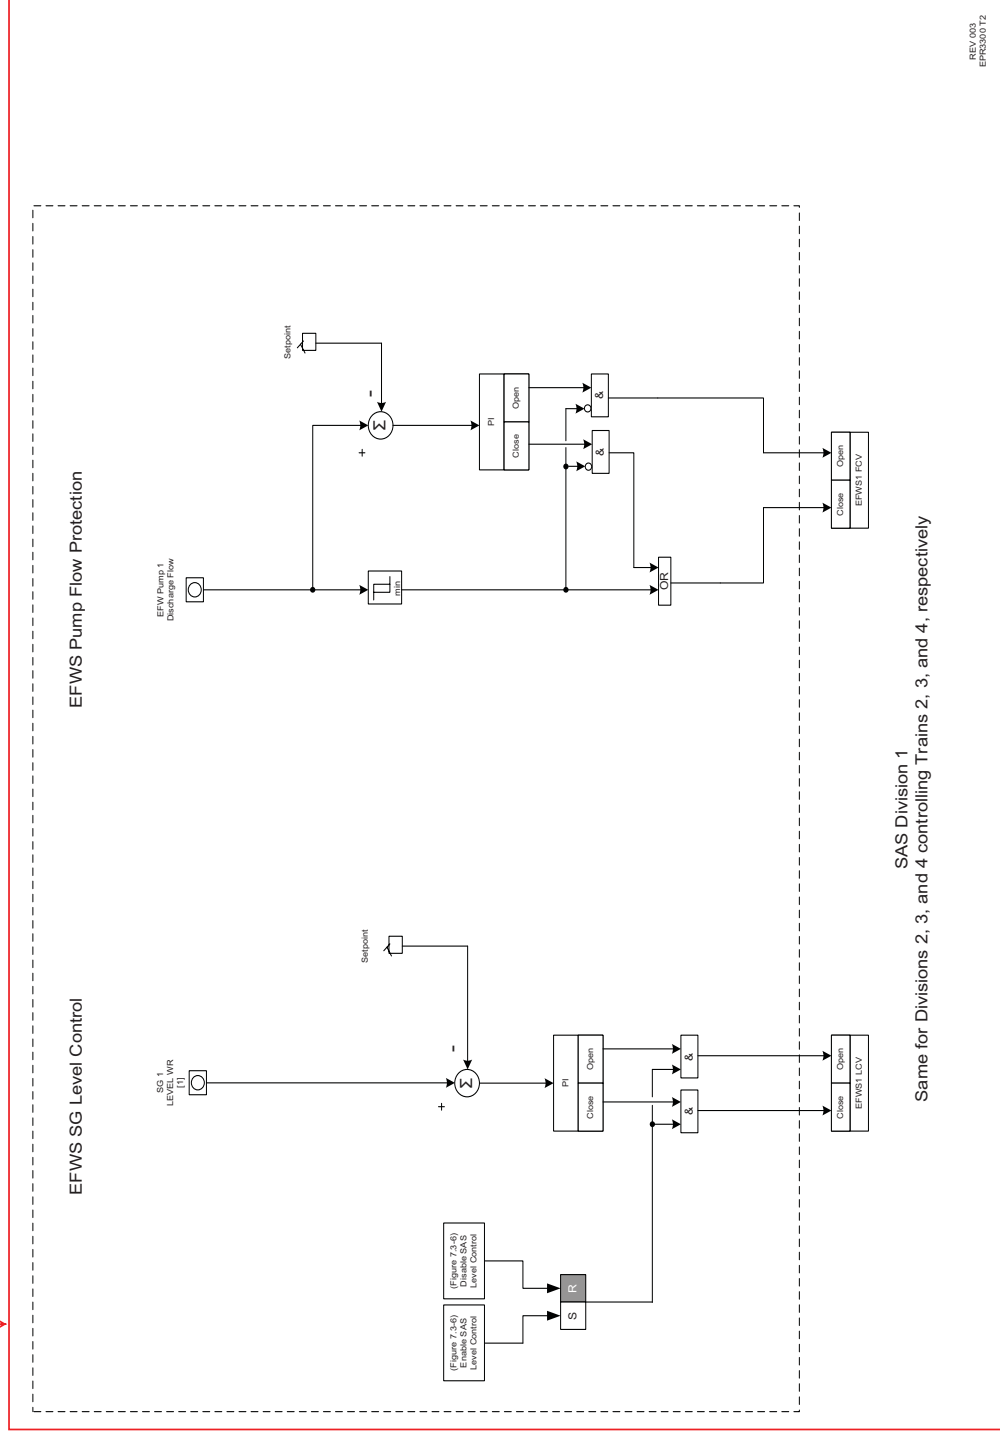 EFWS SG Level Control
SG 1
LEVEL WR
[1]
Setpoint
+
-
Σ
(Figure 7.3-6)
Enable SAS
Level Control
(Figure 7.3-6)
Disable SAS
Level Control
S
R
PI
Close
Open
&
&
Close
Open
EFWS1 LCV
EFWS Pump Flow Protection
EFW Pump 1
Discharge Flow
Setpoint
+
-
Σ
min
PI
Close
Open
&
&
OR
Close
Open
EFWS1 FCV
SAS Division 1
Same for Divisions 2, 3, and 4 controlling Trains 2, 3, and 4, respectively
REV 003
EPR3300 T2